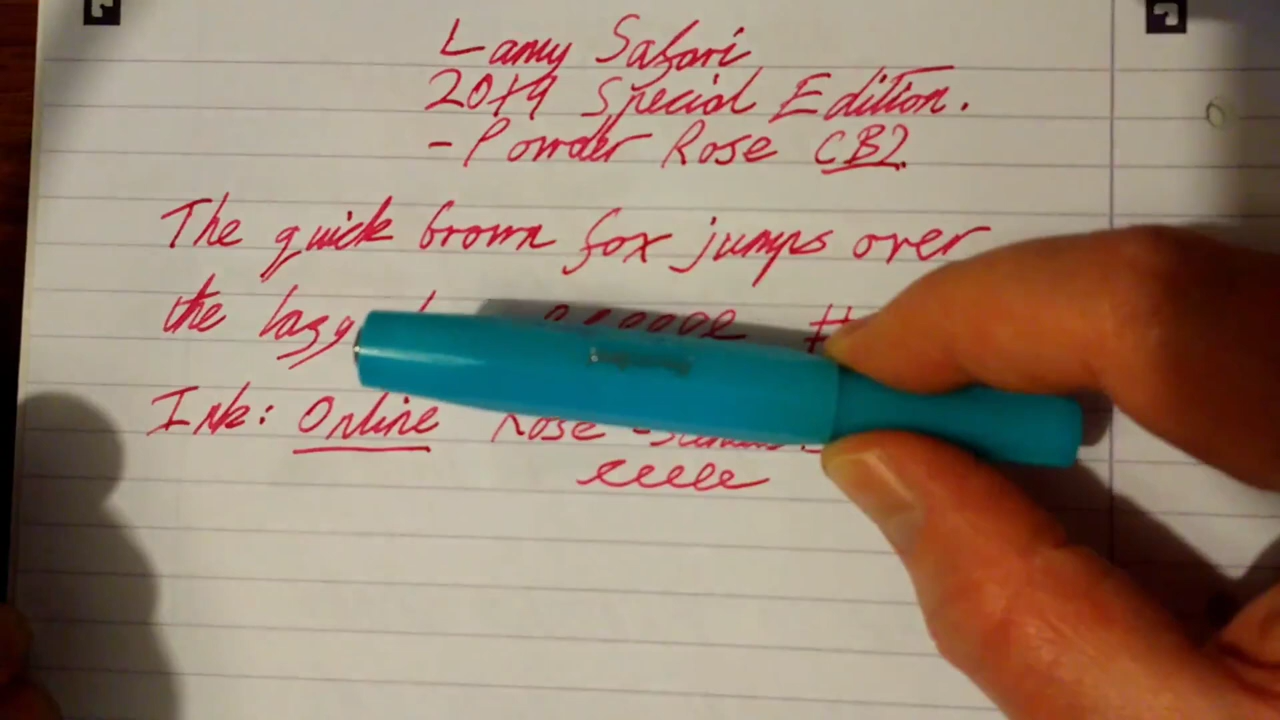 Lamy Safari
2019 Special Edition.
- Powder Rose CB2.
The quick brown fox jumps over
the lazy
Ink: Online Rose
eeeee